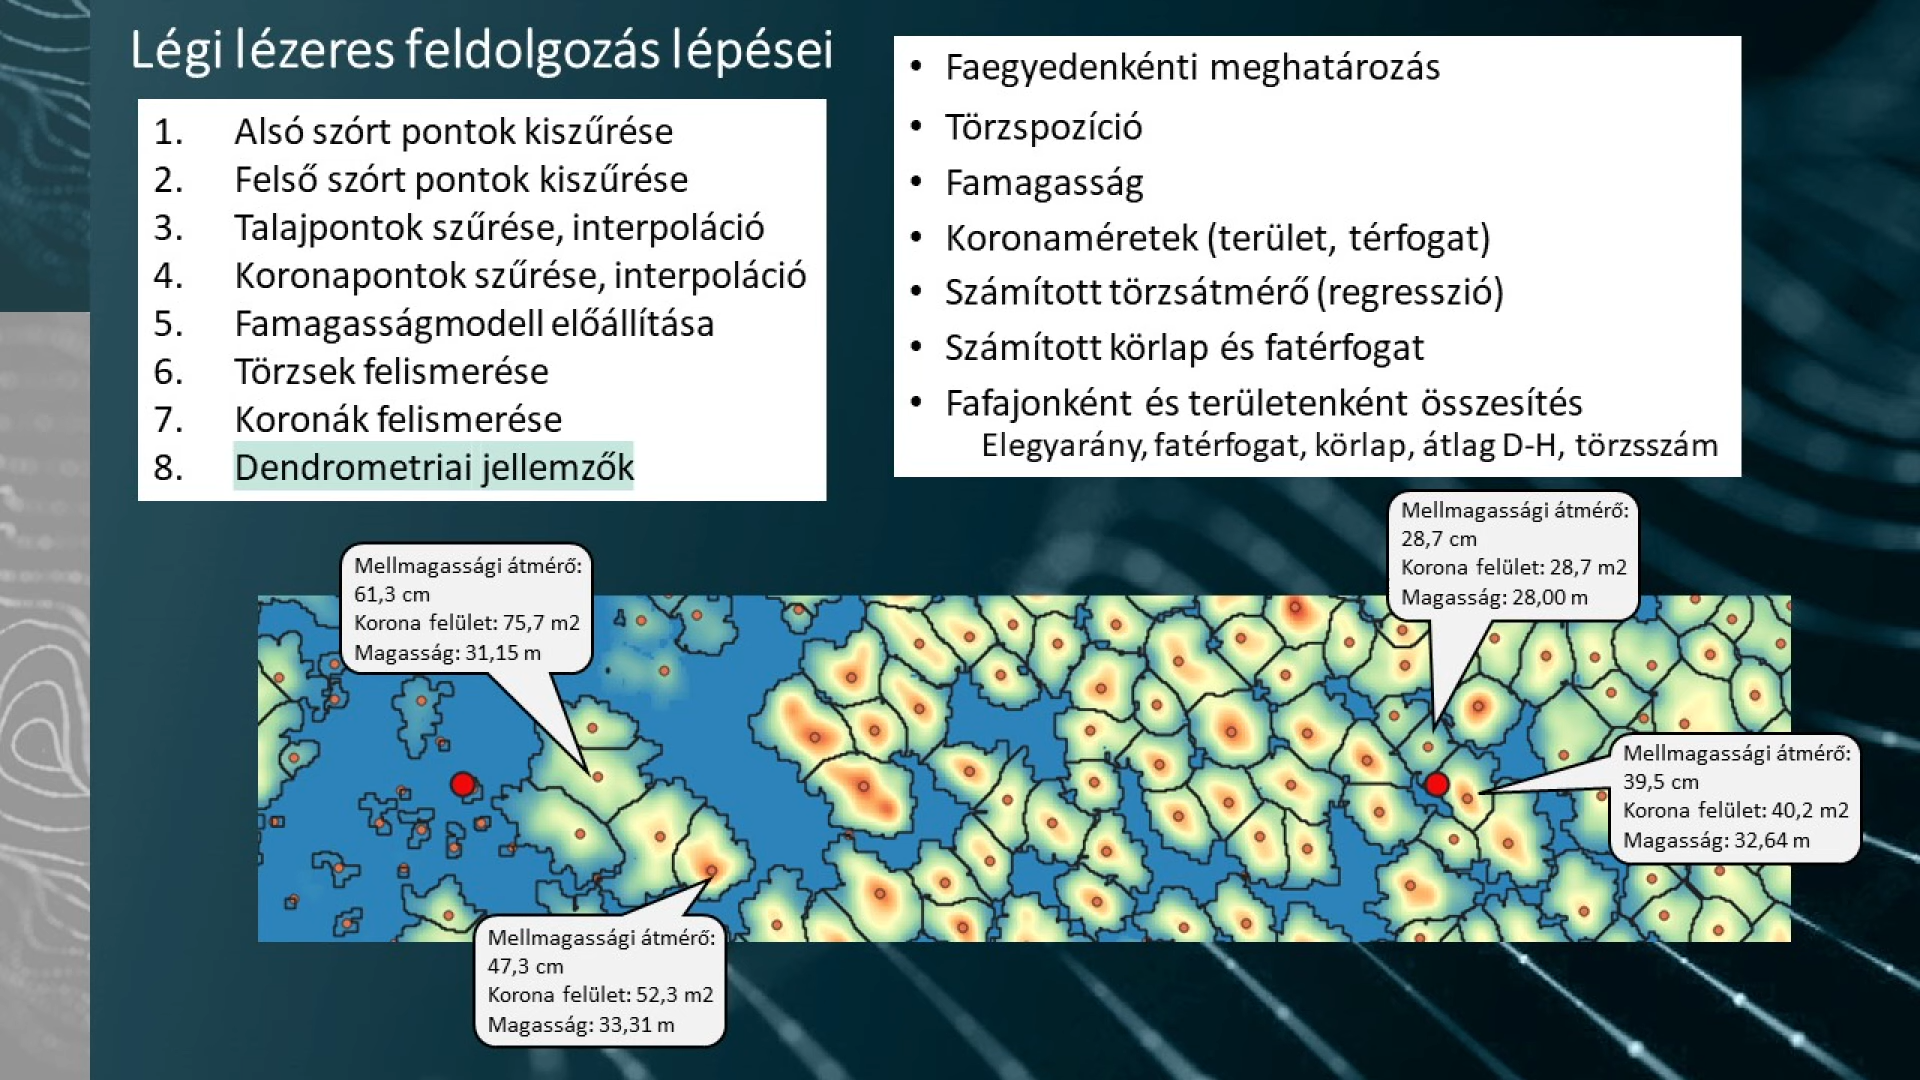 Légi lézeres feldolgozás lépései
1. Alsó szórt pontok kiszűrése
2. Felső szórt pontok kiszűrése
3. Talajpontok szűrése, interpoláció
4. Koronapontok szűrése, interpoláció
5. Famagasságmodell előállítása
6. Törzsek felismerése
7. Koronák felismerése
8. Dendrometriai jellemzők
• Faegyedenkénti meghatározás
• Törzspozíció
• Famagasság
• Koronaméretek (terület, térfogat)
• Számított törzsátmérő (regresszió)
• Számított körlap és fatérfogat
• Fafajonként és területenként összesítés
Elegyarány, fatérfogat, körlap, átlag D-H, törzsszám
Mellmagassági átmérő:
61,3 cm
Korona felület: 75,7 m2
Magasság: 31,15 m
Mellmagassági átmérő:
28,7 cm
Korona felület: 28,7 m2
Magasság: 28,00 m
Mellmagassági átmérő:
39,5 cm
Korona felület: 40,2 m2
Magasság: 32,64 m
Mellmagassági átmérő:
47,3 cm
Korona felület: 52,3 m2
Magasság: 33,31 m